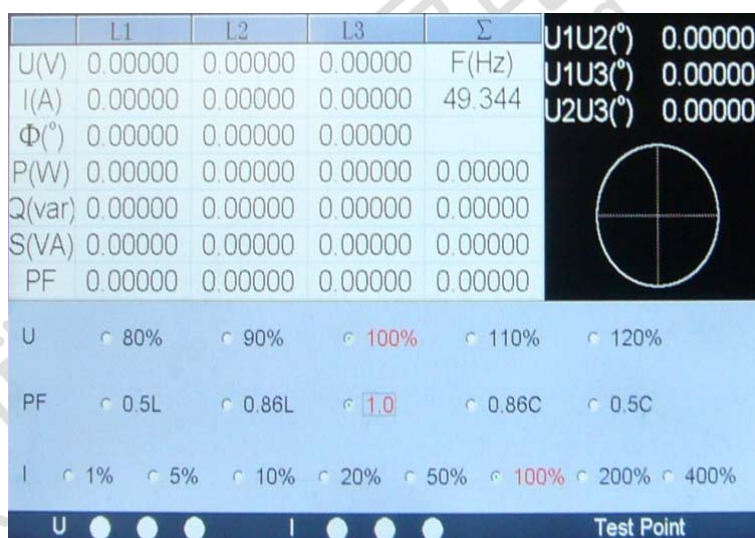 L1 L2 L3 Σ
U(V) 0.00000 0.00000 0.00000 F(Hz)
I(A) 0.00000 0.00000 0.00000 49.344
Φ(°) 0.00000 0.00000 0.00000
P(W) 0.00000 0.00000 0.00000 0.00000
Q(var) 0.00000 0.00000 0.00000 0.00000
S(VA) 0.00000 0.00000 0.00000 0.00000
PF 0.00000 0.00000 0.00000 0.00000
U1U2(°) 0.00000
U1U3(°) 0.00000
U2U3(°) 0.00000
U 80% 90% 100% 110% 120%
PF 0.5L 0.86L 1.0 0.86C 0.5C
I 1% 5% 10% 20% 50% 100% 200% 400%
U I Test Point